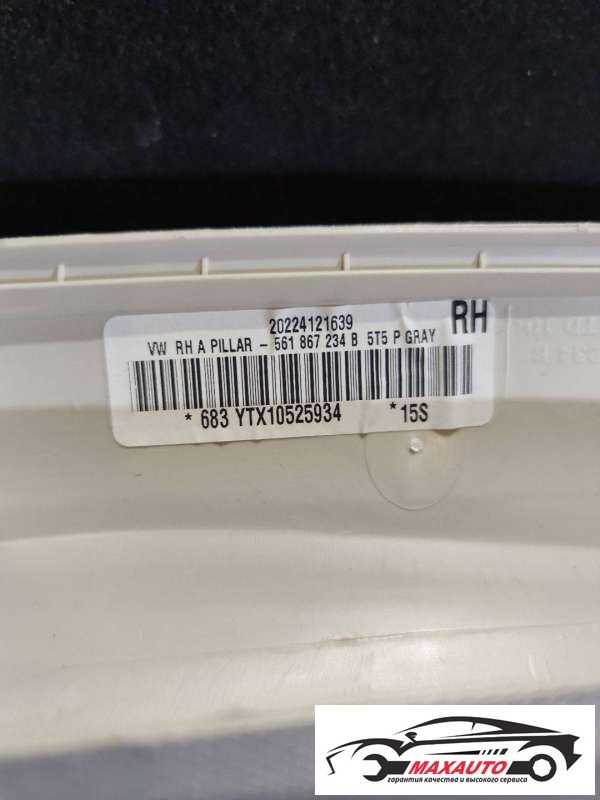 20224121639
RH
VW RH A PILLAR - 561 867 234 B 5T5 P GRAY
* 683 YTX10525934 *15S
MAXAUTO
гарантия качества и высокого сервиса